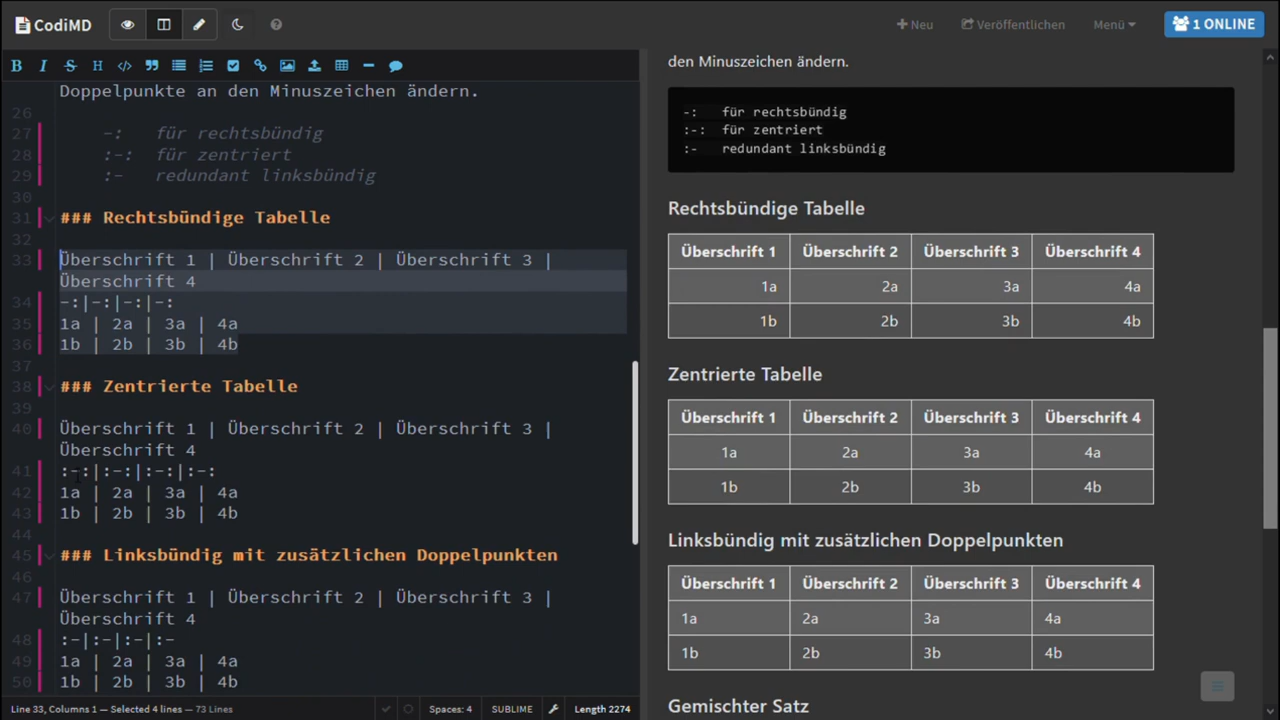 CodiMD
Neu
Veröffentlichen
Menü
1 ONLINE
B I S H </>
Doppelpunkte an den Minuszeichen ändern.
26
27 -: für rechtsbündig
28 :-: für zentriert
29 :- redundant linksbündig
30
31 ### Rechtsbündige Tabelle
32
33 Überschrift 1 | Überschrift 2 | Überschrift 3 |
Überschrift 4
34 -:|-:|-:|-:
35 1a | 2a | 3a | 4a
36 1b | 2b | 3b | 4b
37
38 ### Zentrierte Tabelle
39
40 Überschrift 1 | Überschrift 2 | Überschrift 3 |
Überschrift 4
41 :-:|:-:|:-:|:-:
42 1a | 2a | 3a | 4a
43 1b | 2b | 3b | 4b
44
45 ### Linksbündig mit zusätzlichen Doppelpunkten
46
47 Überschrift 1 | Überschrift 2 | Überschrift 3 |
Überschrift 4
48 :-|:-|:-|:-
49 1a | 2a | 3a | 4a
50 1b | 2b | 3b | 4b
Line 33, Columns 1 — Selected 4 lines — 73 Lines
Spaces: 4
SUBLIME
Length 2274
den Minuszeichen ändern.
-: für rechtsbündig
:-: für zentriert
:- redundant linksbündig
Rechtsbündige Tabelle
Überschrift 1 Überschrift 2 Überschrift 3 Überschrift 4
1a 2a 3a 4a
1b 2b 3b 4b
Zentrierte Tabelle
Überschrift 1 Überschrift 2 Überschrift 3 Überschrift 4
1a 2a 3a 4a
1b 2b 3b 4b
Linksbündig mit zusätzlichen Doppelpunkten
Überschrift 1 Überschrift 2 Überschrift 3 Überschrift 4
1a 2a 3a 4a
1b 2b 3b 4b
Gemischter Satz